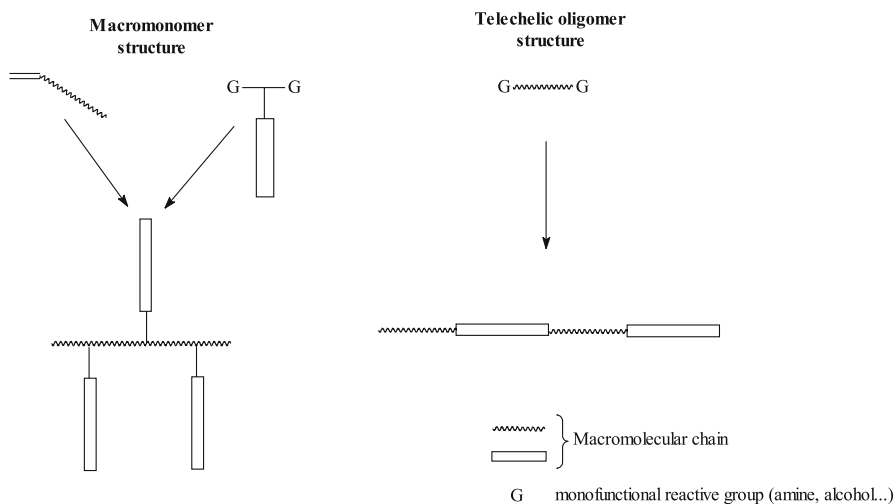 Macromonomer
structure
G G
Telechelic oligomer
structure
G G
Macromolecular chain
G monofunctional reactive group (amine, alcohol...)